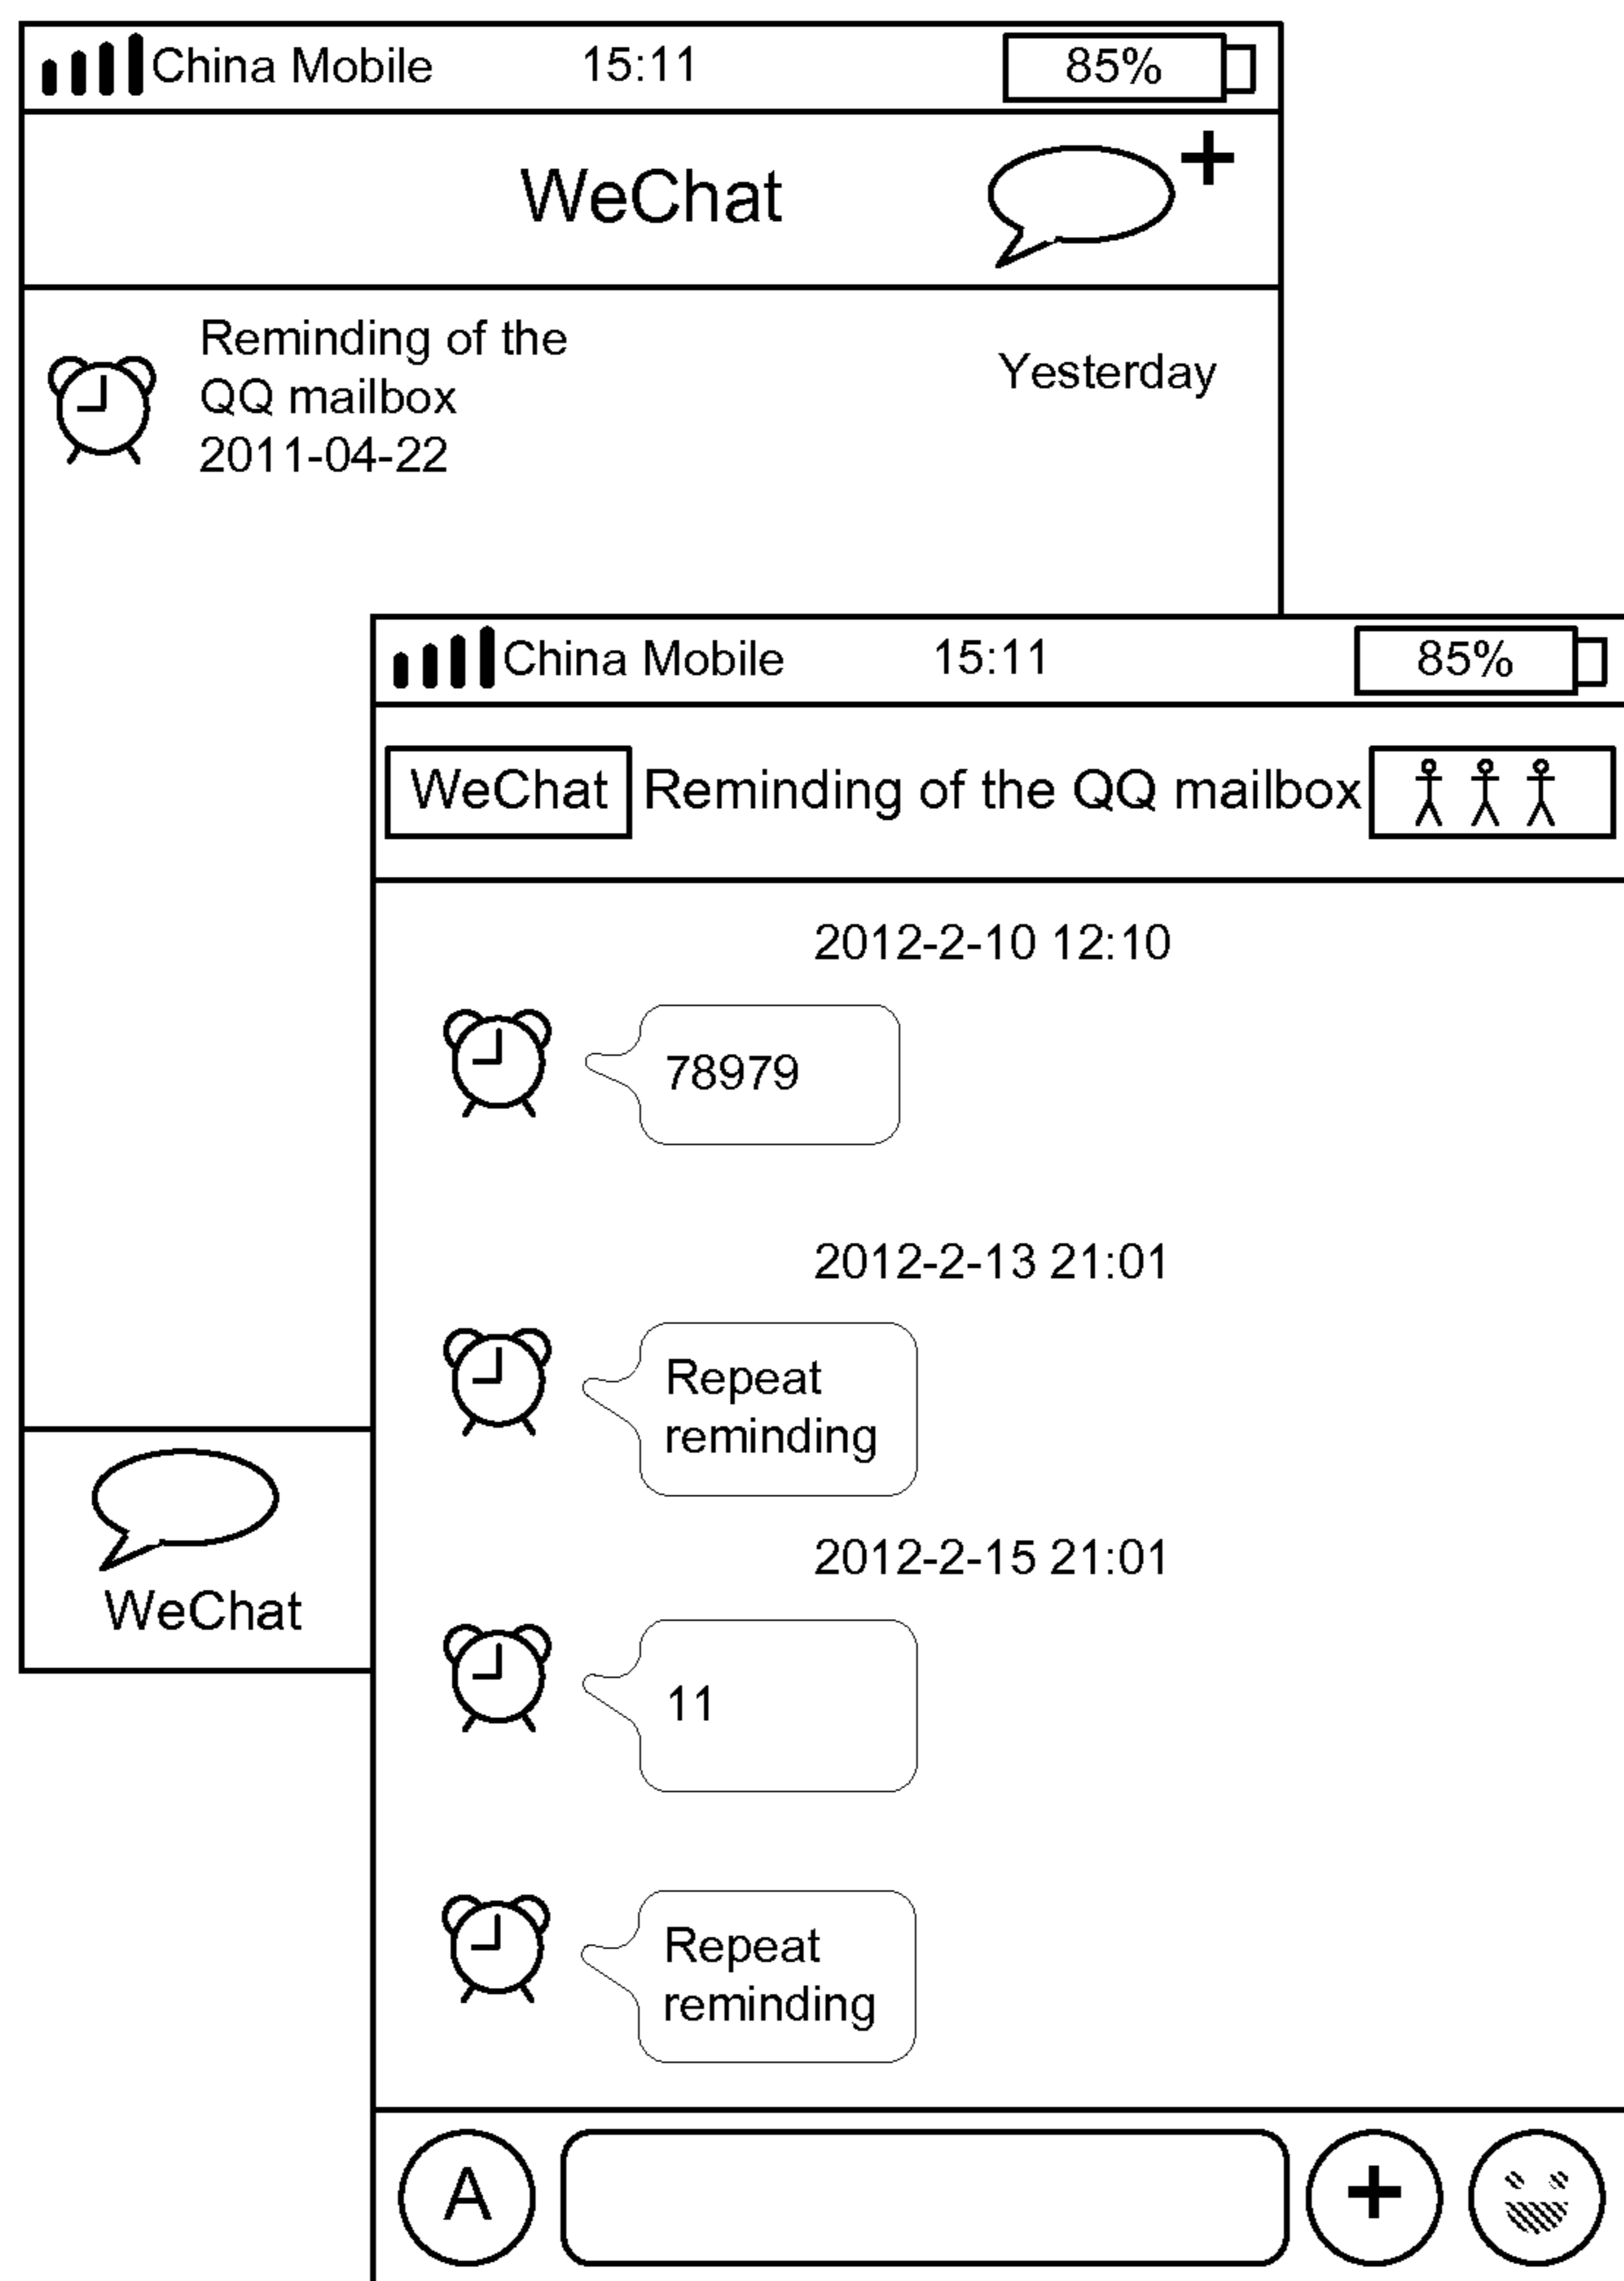 China Mobile 15:11 85%
WeChat
Reminding of the
QQ mailbox
2011-04-22
Yesterday
China Mobile 15:11 85%
WeChat Reminding of the QQ mailbox
2012-2-10 12:10
78979
2012-2-13 21:01
Repeat
reminding
2012-2-15 21:01
11
Repeat
reminding
WeChat
A